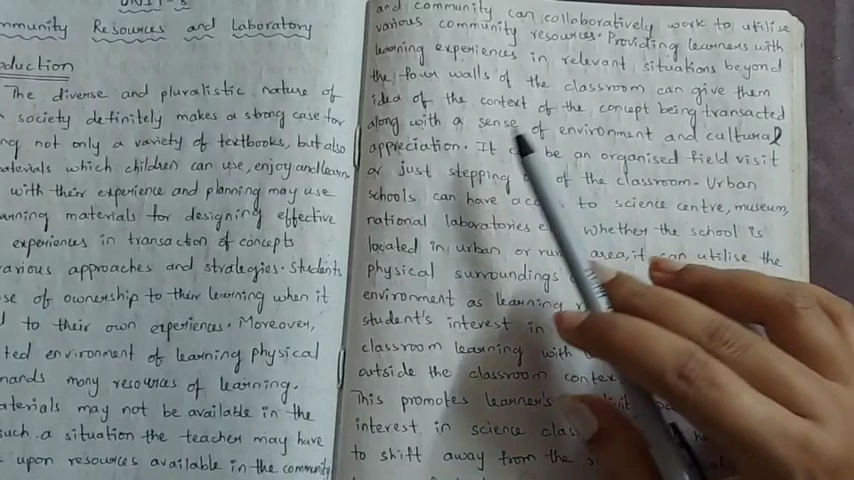 UNIT-8
mmunity Resources and Laboratory
oduction
The diverse and pluralistic nature of
society definitely makes a strong case for
ng not only a variety of textbooks, but also
aterials which children can use, enjoy and learn.
with their experience and planning may use
arning materials for designing effective
experiences in transaction of concepts
arious approaches and strategies. Students
se of ownership to their learning when it
d to their own experiences. Moreover,
ted environment of learning physical
mands many resources of learning.
aterials may not be available in the
such a situation the teacher may have
upon resources available in the community
and community can collaboratively work to utilise
various community resources. Providing learners with
learning experiences in relevant situations beyond
the four walls of the classroom can give them
idea of the context of the concept being transacted
along with a sense of environment and cultural
appreciation. It be an organised field visit
or just stepping of the classroom. Urban
schools can have acc to science centre, museum,
national laboratories e whether the school is
located in urban or ru area, it can utilise the
physical surroundings
environment as learning r
student's interest in
classroom learning with
outside the classroom contex
This promotes learner's
interest in science clas
to shift away from the